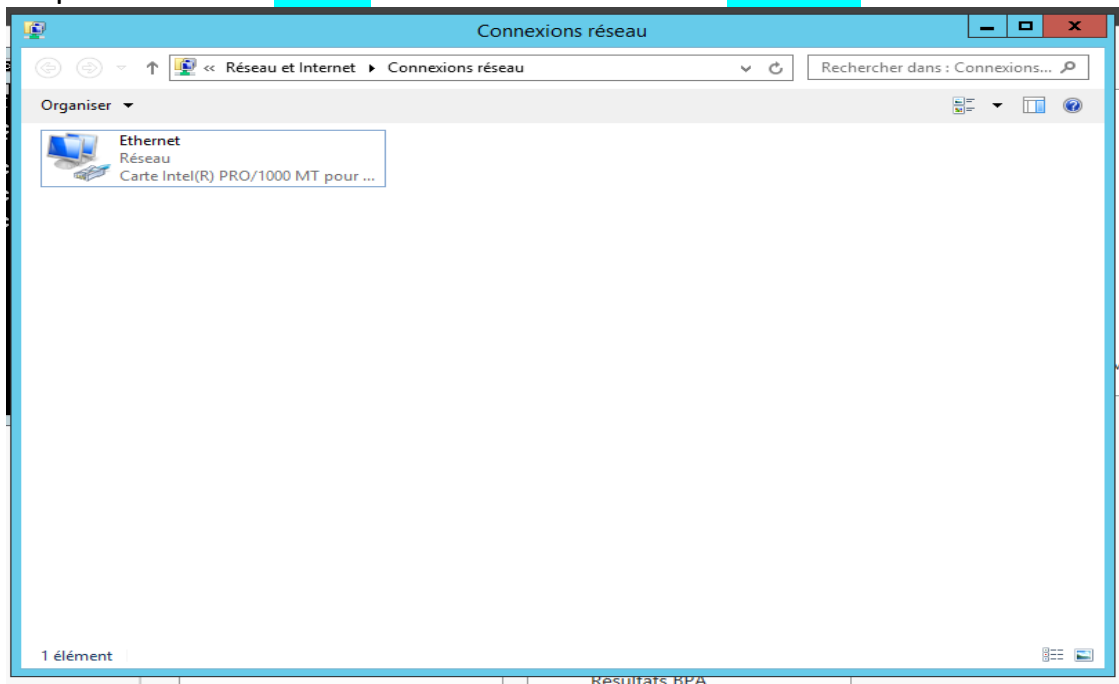 Connexions réseau
« Réseau et Internet Connexions réseau
Rechercher dans : Connexions...
Organiser
Ethernet
Réseau
Carte Intel(R) PRO/1000 MT pour ...
1 élément
Résultats BPA